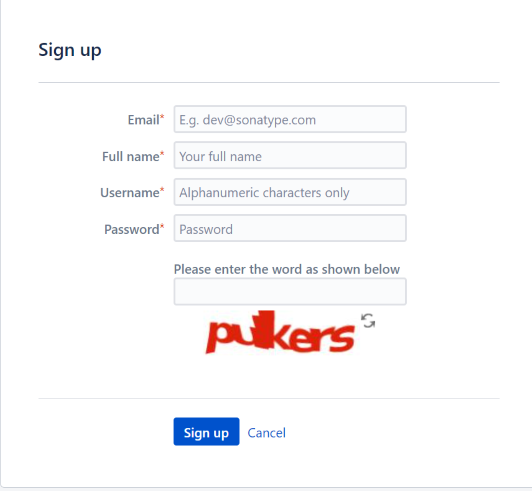 Sign up
Email* E.g. dev@sonatype.com
Full name* Your full name
Username* Alphanumeric characters only
Password* Password
Please enter the word as shown below
Sign up Cancel